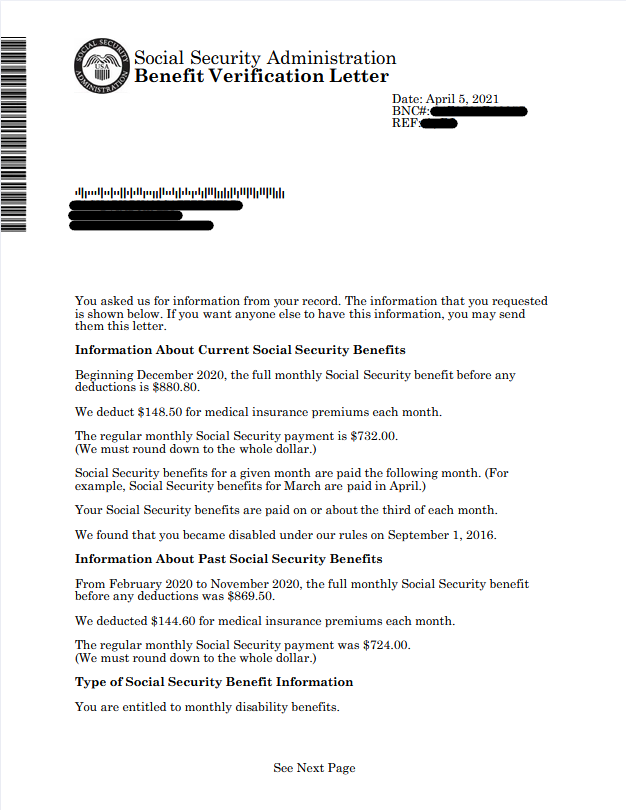 SOCIAL SECURITY ADMINISTRATION
USA
Social Security Administration
Benefit Verification Letter
Date: April 5, 2021
BNC#:
REF:
You asked us for information from your record. The information that you requested
is shown below. If you want anyone else to have this information, you may send
them this letter.
Information About Current Social Security Benefits
Beginning December 2020, the full monthly Social Security benefit before any
deductions is $880.80.
We deduct $148.50 for medical insurance premiums each month.
The regular monthly Social Security payment is $732.00.
(We must round down to the whole dollar.)
Social Security benefits for a given month are paid the following month. (For
example, Social Security benefits for March are paid in April.)
Your Social Security benefits are paid on or about the third of each month.
We found that you became disabled under our rules on September 1, 2016.
Information About Past Social Security Benefits
From February 2020 to November 2020, the full monthly Social Security benefit
before any deductions was $869.50.
We deducted $144.60 for medical insurance premiums each month.
The regular monthly Social Security payment was $724.00.
(We must round down to the whole dollar.)
Type of Social Security Benefit Information
You are entitled to monthly disability benefits.
See Next Page